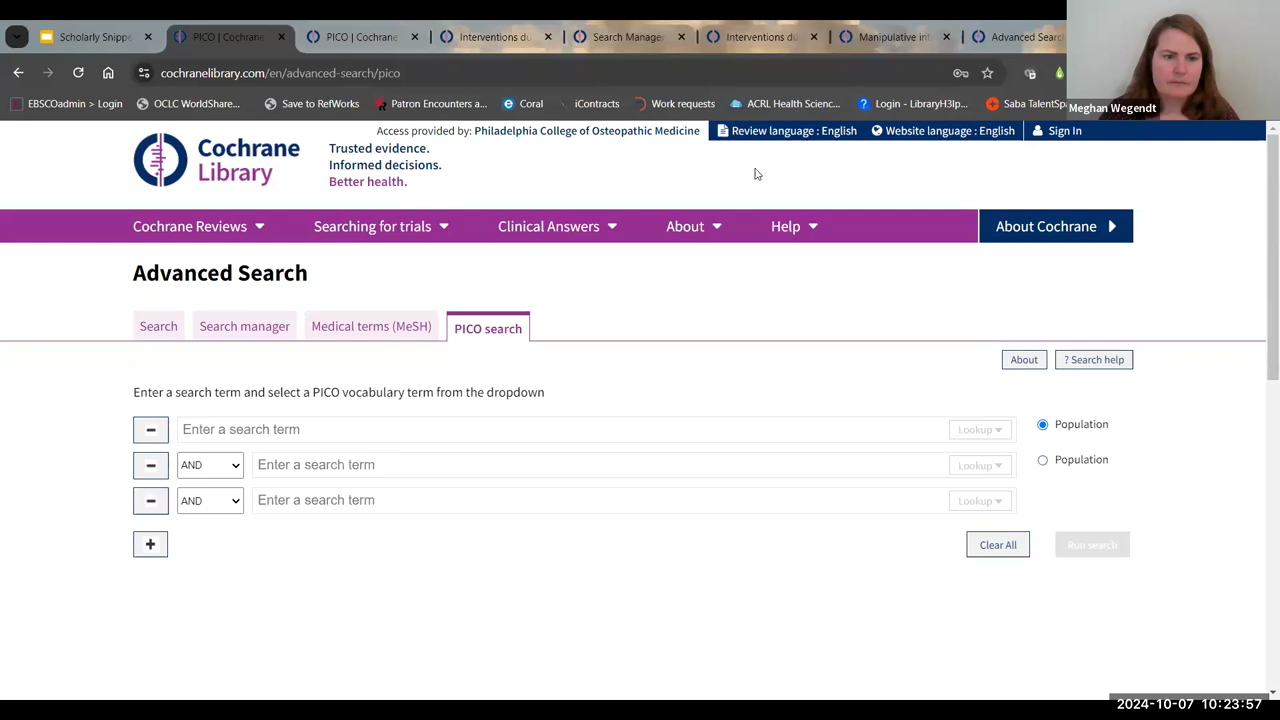 Scholarly Snippe
PICO | Cochrane
PICO | Cochrane
Interventions du
Search Manager
Interventions du
Manipulative int
Advanced Searc
cochranelibrary.com/en/advanced-search/pico
EBSCOadmin > Login
OCLC WorldShare...
Save to RefWorks
Patron Encounters a...
Coral
iContracts
Work requests
ACRL Health Scienc...
Login - LibraryH3lp...
Saba TalentSp
Meghan Wegendt
Access provided by: Philadelphia College of Osteopathic Medicine
Review language : English
Website language : English
Sign In
Cochrane
Library
Trusted evidence.
Informed decisions.
Better health.
Cochrane Reviews
Searching for trials
Clinical Answers
About
Help
About Cochrane
Advanced Search
Search
Search manager
Medical terms (MeSH)
PICO search
About
? Search help
Enter a search term and select a PICO vocabulary term from the dropdown
Enter a search term
Lookup
Population
AND
Enter a search term
Lookup
Population
AND
Enter a search term
Lookup
Clear All
Run search
2024-10-07 10:23:57